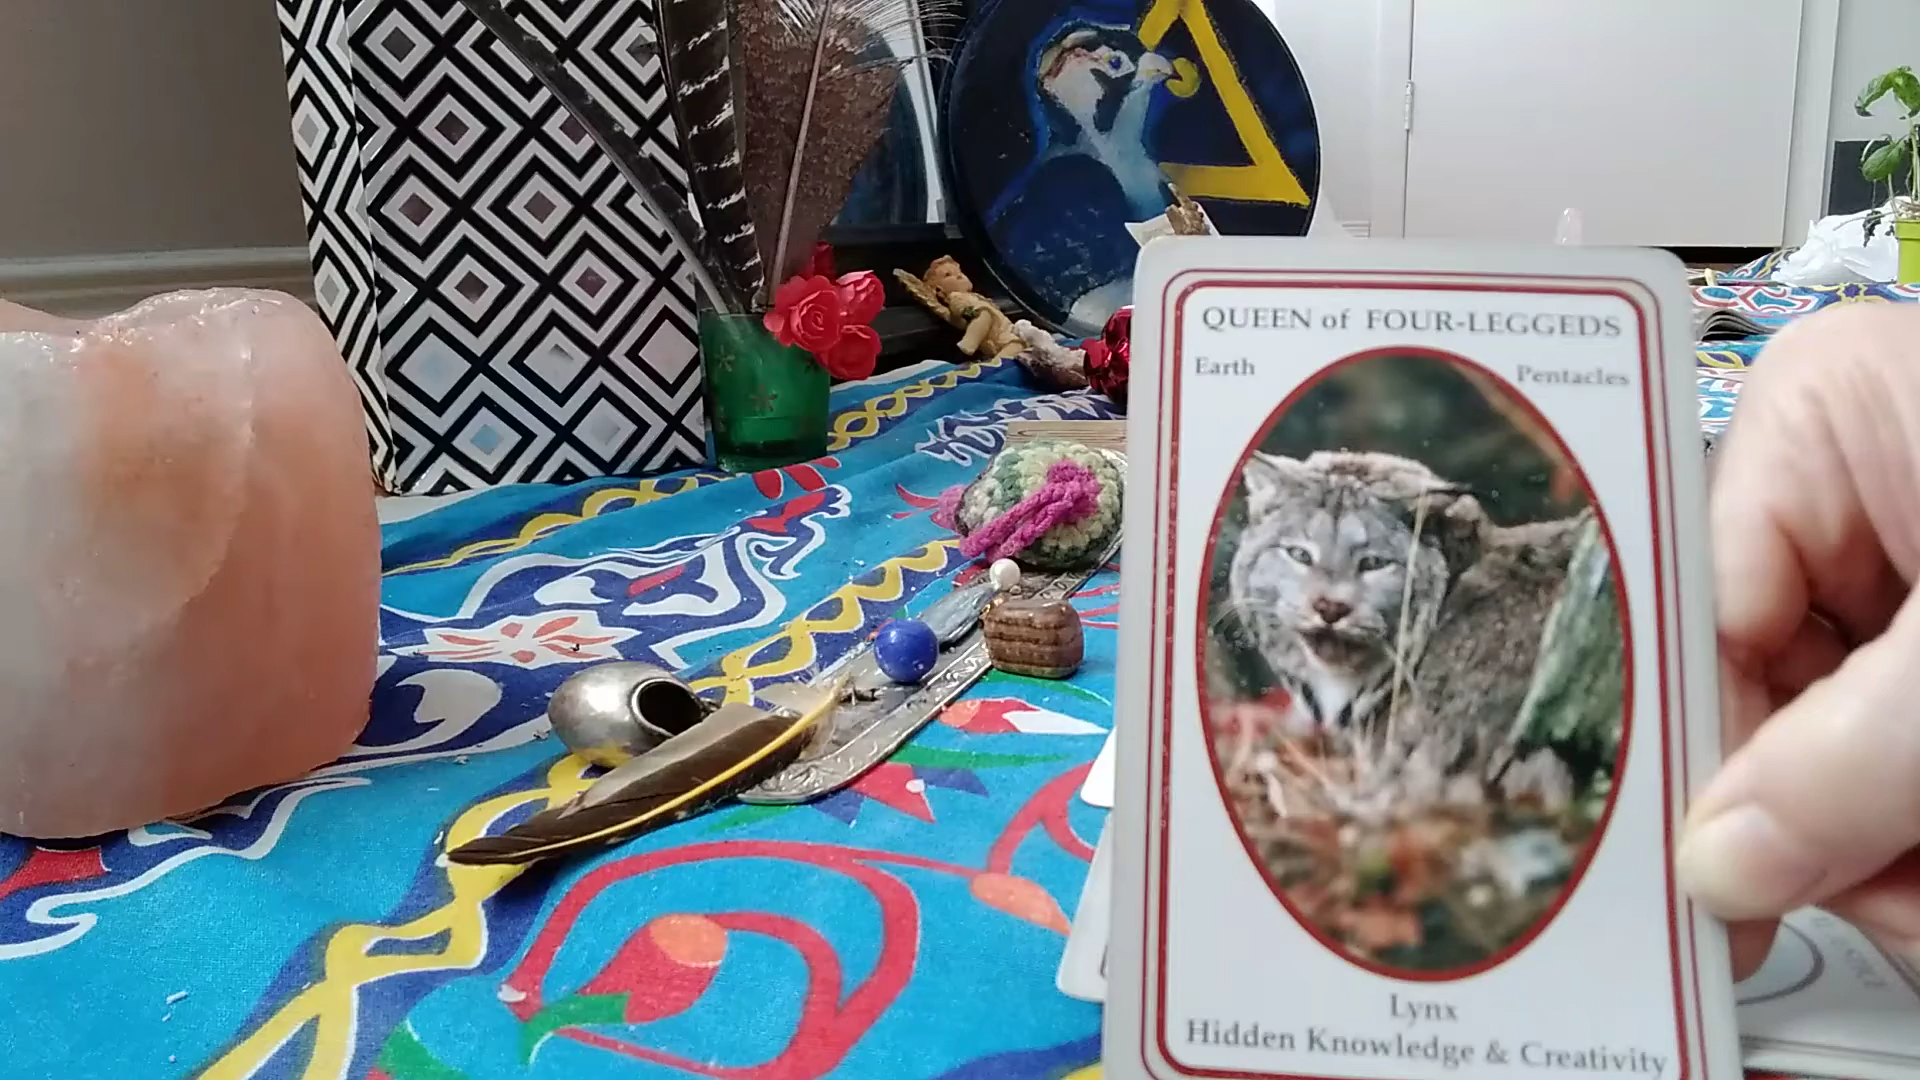 QUEEN of FOUR-LEGGEDS
Earth
Pentacles
Lynx
Hidden Knowledge & Creativity